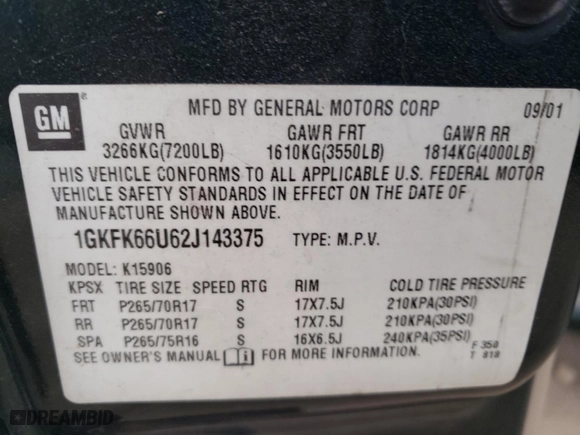 GM
MFD BY GENERAL MOTORS CORP 09/01
GVWR GAWR FRT GAWR RR
3266KG(7200LB) 1610KG(3550LB) 1814KG(4000LB)
THIS VEHICLE CONFORMS TO ALL APPLICABLE U.S. FEDERAL MOTOR
VEHICLE SAFETY STANDARDS IN EFFECT ON THE DATE OF
MANUFACTURE SHOWN ABOVE.
1GKFK66U62J143375 TYPE: M.P.V.
MODEL: K15906
KPSX TIRE SIZE SPEED RTG RIM COLD TIRE PRESSURE
FRT P265/70R17 S 17X7.5J 210KPA(30PSI)
RR P265/70R17 S 17X7.5J 210KPA(30PSI)
SPA P265/75R16 S 16X6.5J 240KPA(35PSI)
SEE OWNER'S MANUAL i FOR MORE INFORMATION.
F 350
T 818
DREAMBID